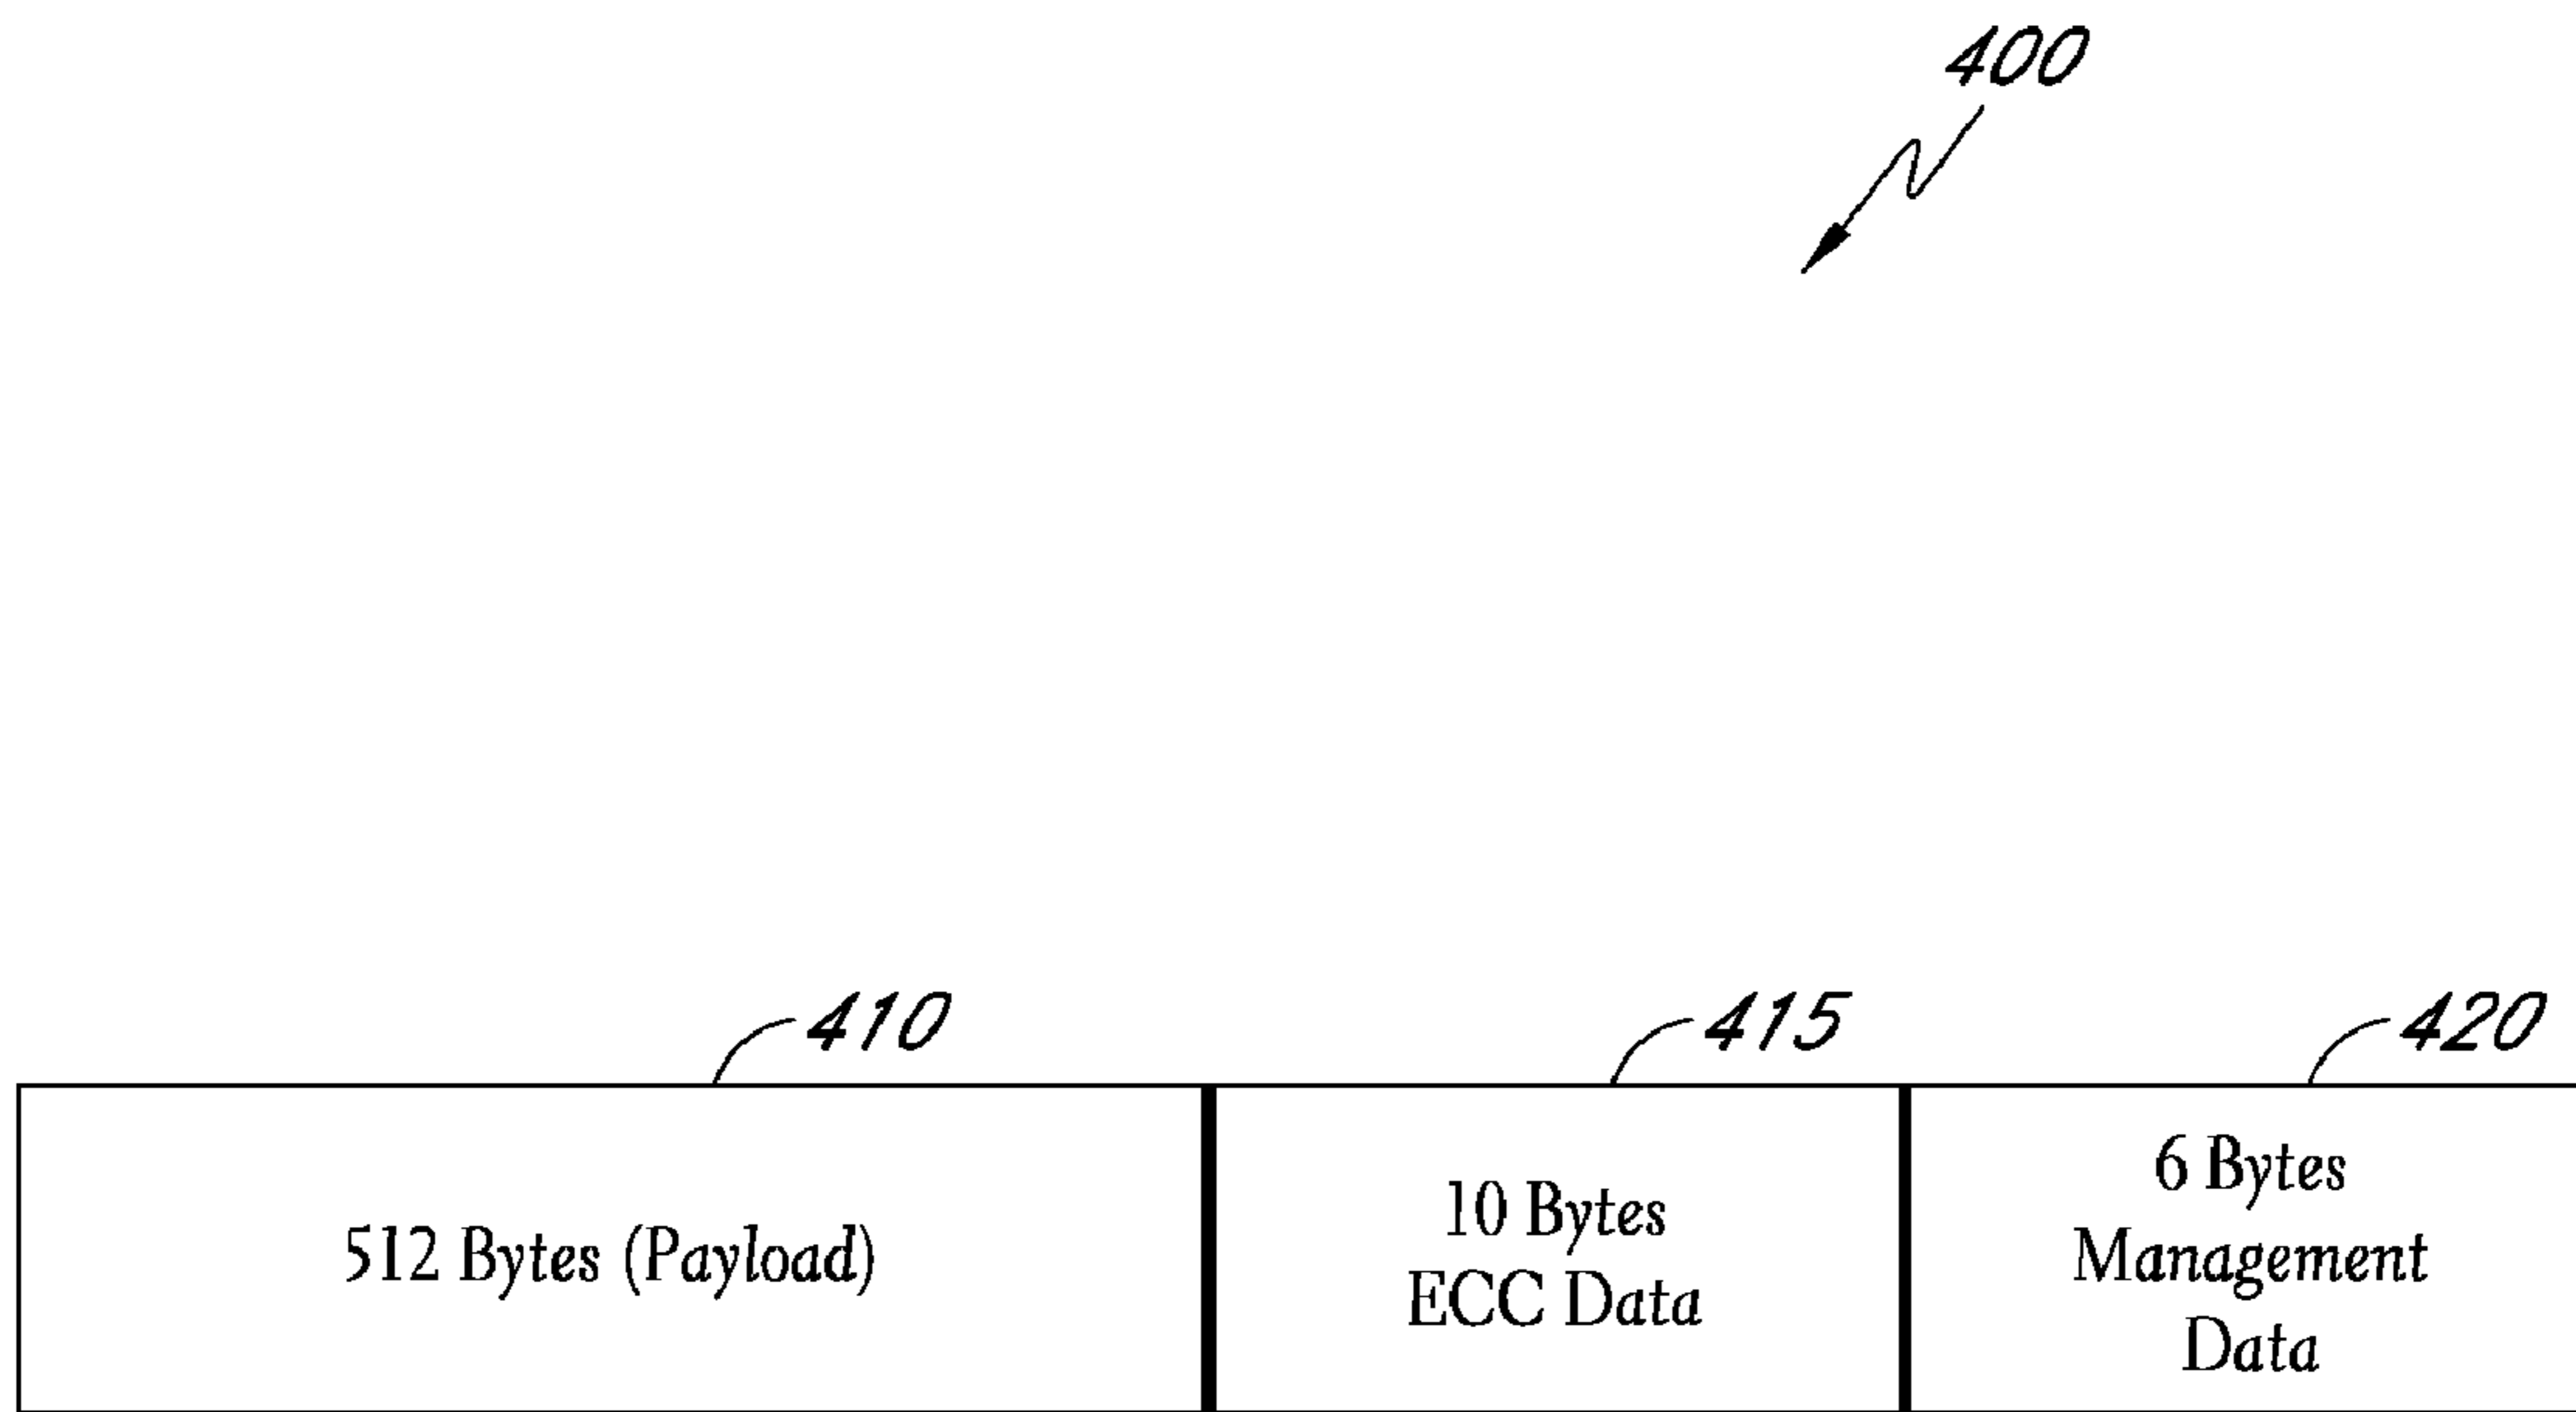 400
410
415
420
512 Bytes (Payload)
10 Bytes
ECC Data
6 Bytes
Management
Data